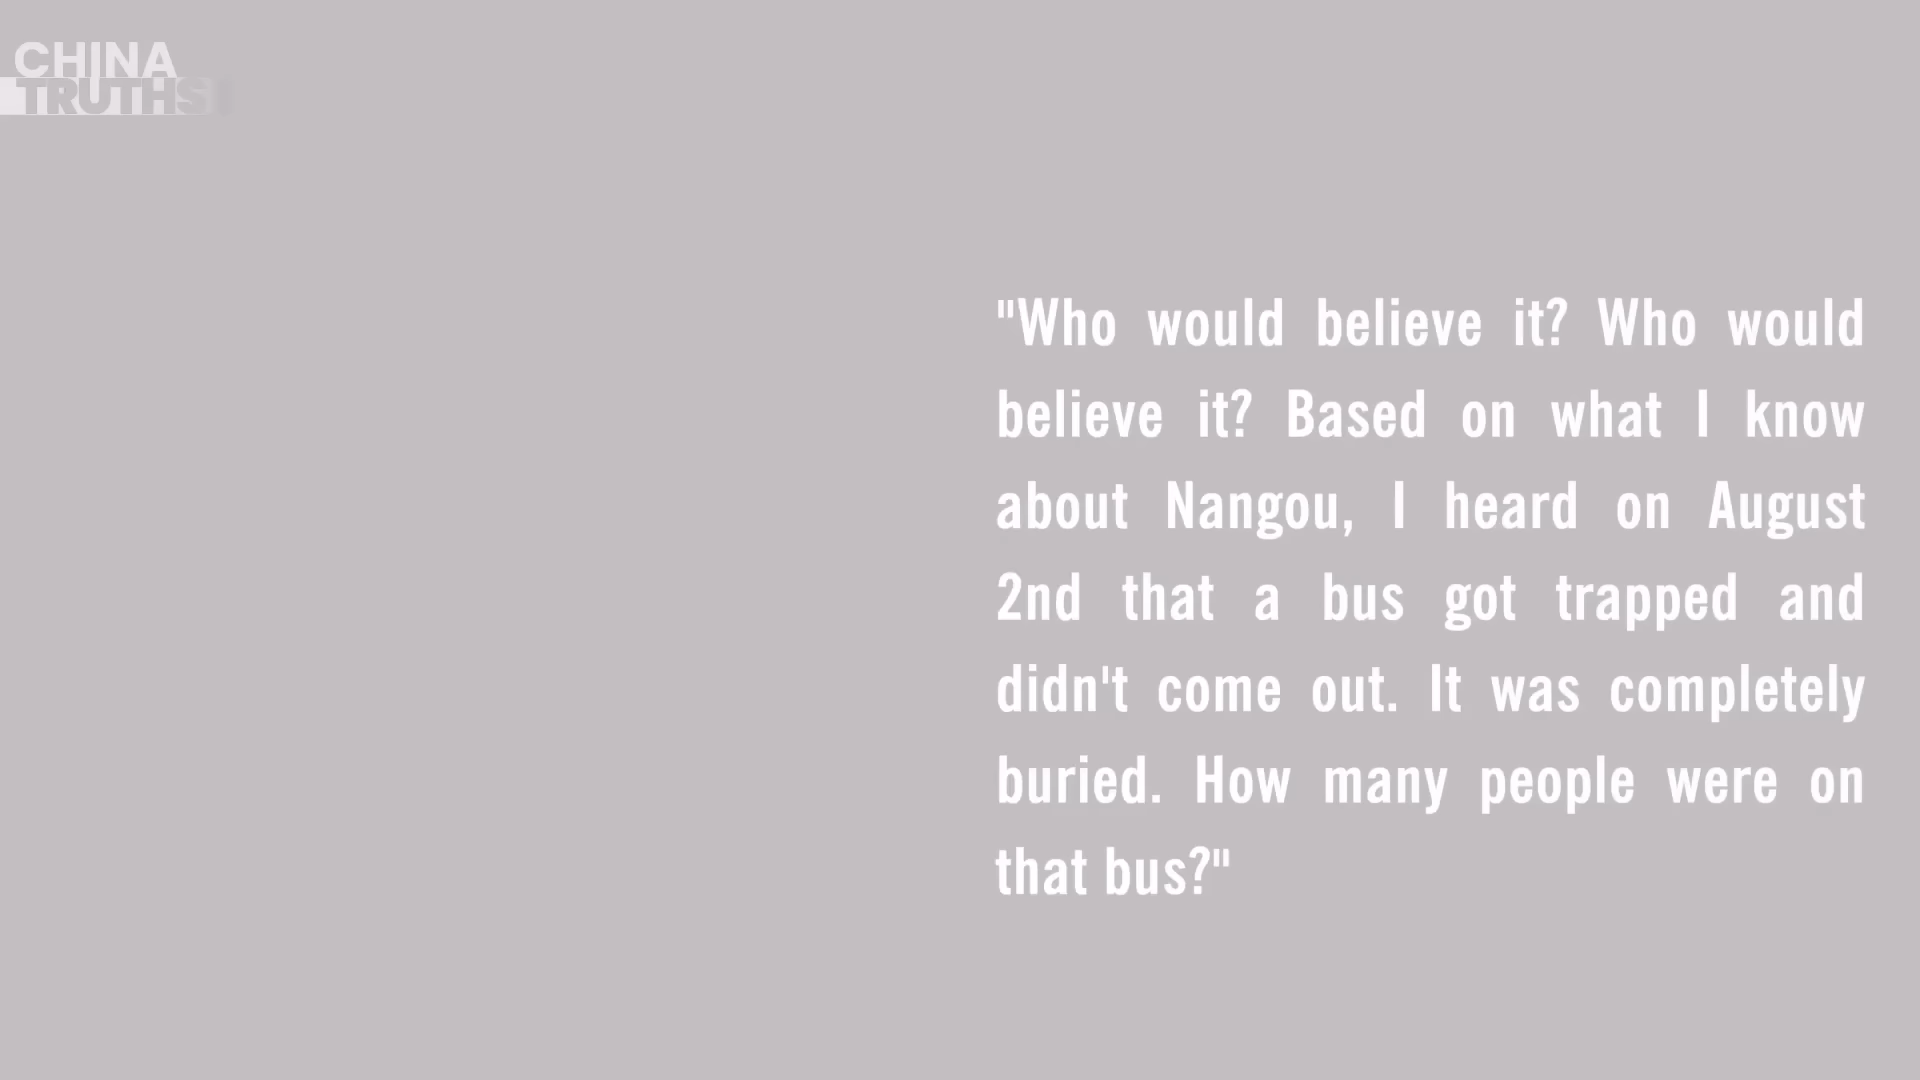 CHINA
TRUTHS
"Who would believe it? Who would
believe it? Based on what I know
about Nangou, I heard on August
2nd that a bus got trapped and
didn't come out. It was completely
buried. How many people were on
that bus?"